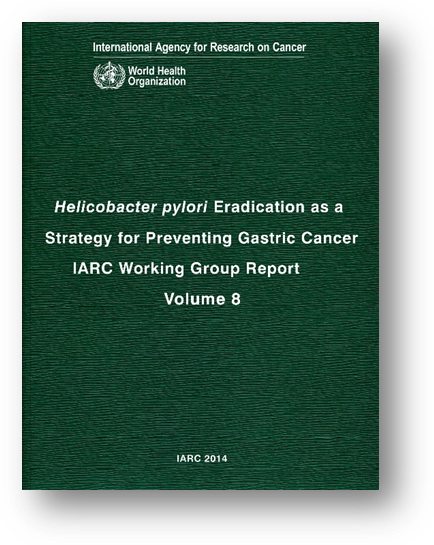 International Agency for Research on Cancer
World Health
Organization
Helicobacter pylori Eradication as a
Strategy for Preventing Gastric Cancer
IARC Working Group Report
Volume 8
IARC 2014